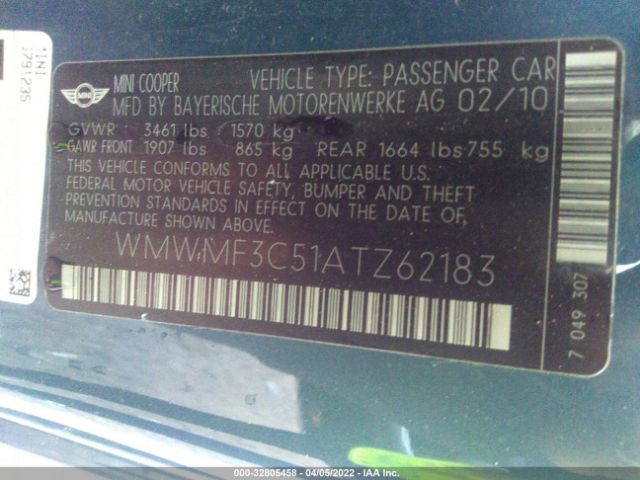 1INI
3791235
MINI
MINI COOPER VEHICLE TYPE: PASSENGER CAR
MFD BY BAYERISCHE MOTORENWERKE AG 02/10
GVWR 3461 lbs 1570 kg
GAWR FRONT 1907 lbs 865 kg REAR 1664 lbs 755 kg
THIS VEHICLE CONFORMS TO ALL APPLICABLE U.S.
FEDERAL MOTOR VEHICLE SAFETY, BUMPER AND THEFT
PREVENTION STANDARDS IN EFFECT ON THE DATE OF
MANUFACTURE SHOWN ABOVE.
WMWMF3C51ATZ62183
7 049 307
000-32805458 - 04/05/2022 - IAA Inc.